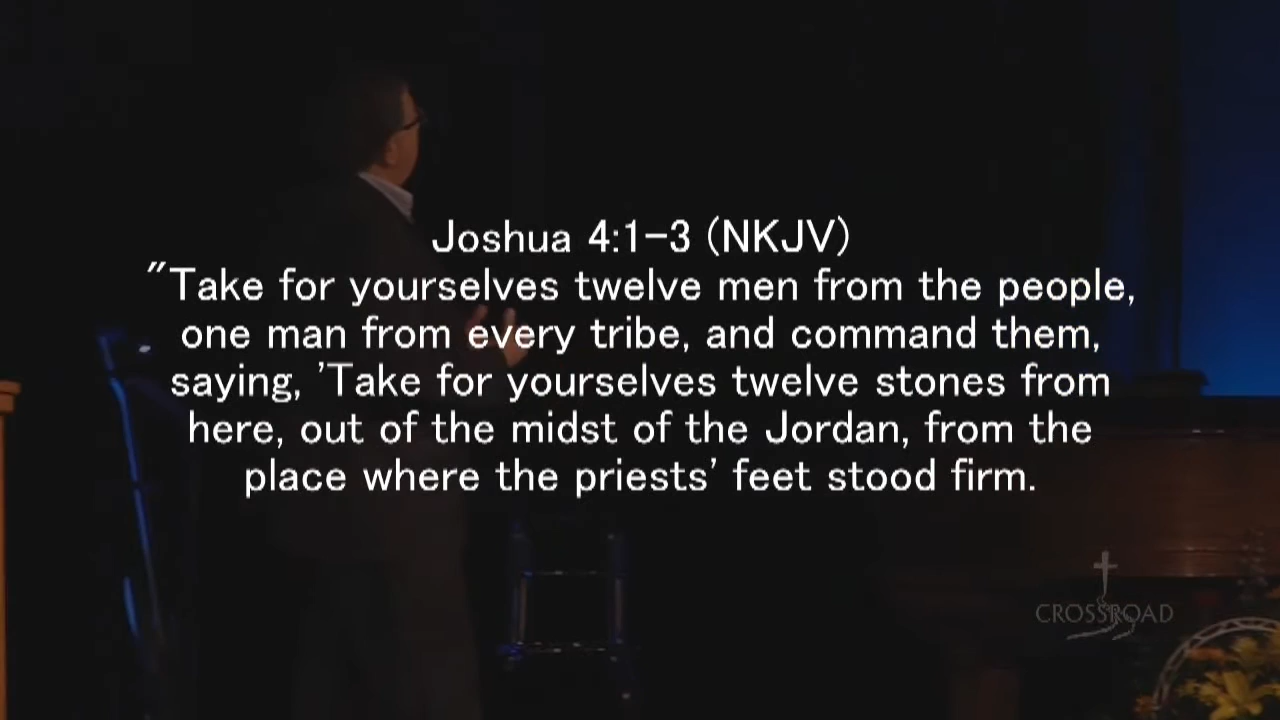 Joshua 4:1-3 (NKJV)
"Take for yourselves twelve men from the people,
one man from every tribe, and command them,
saying, 'Take for yourselves twelve stones from
here, out of the midst of the Jordan, from the
place where the priests' feet stood firm.
CROSSROAD